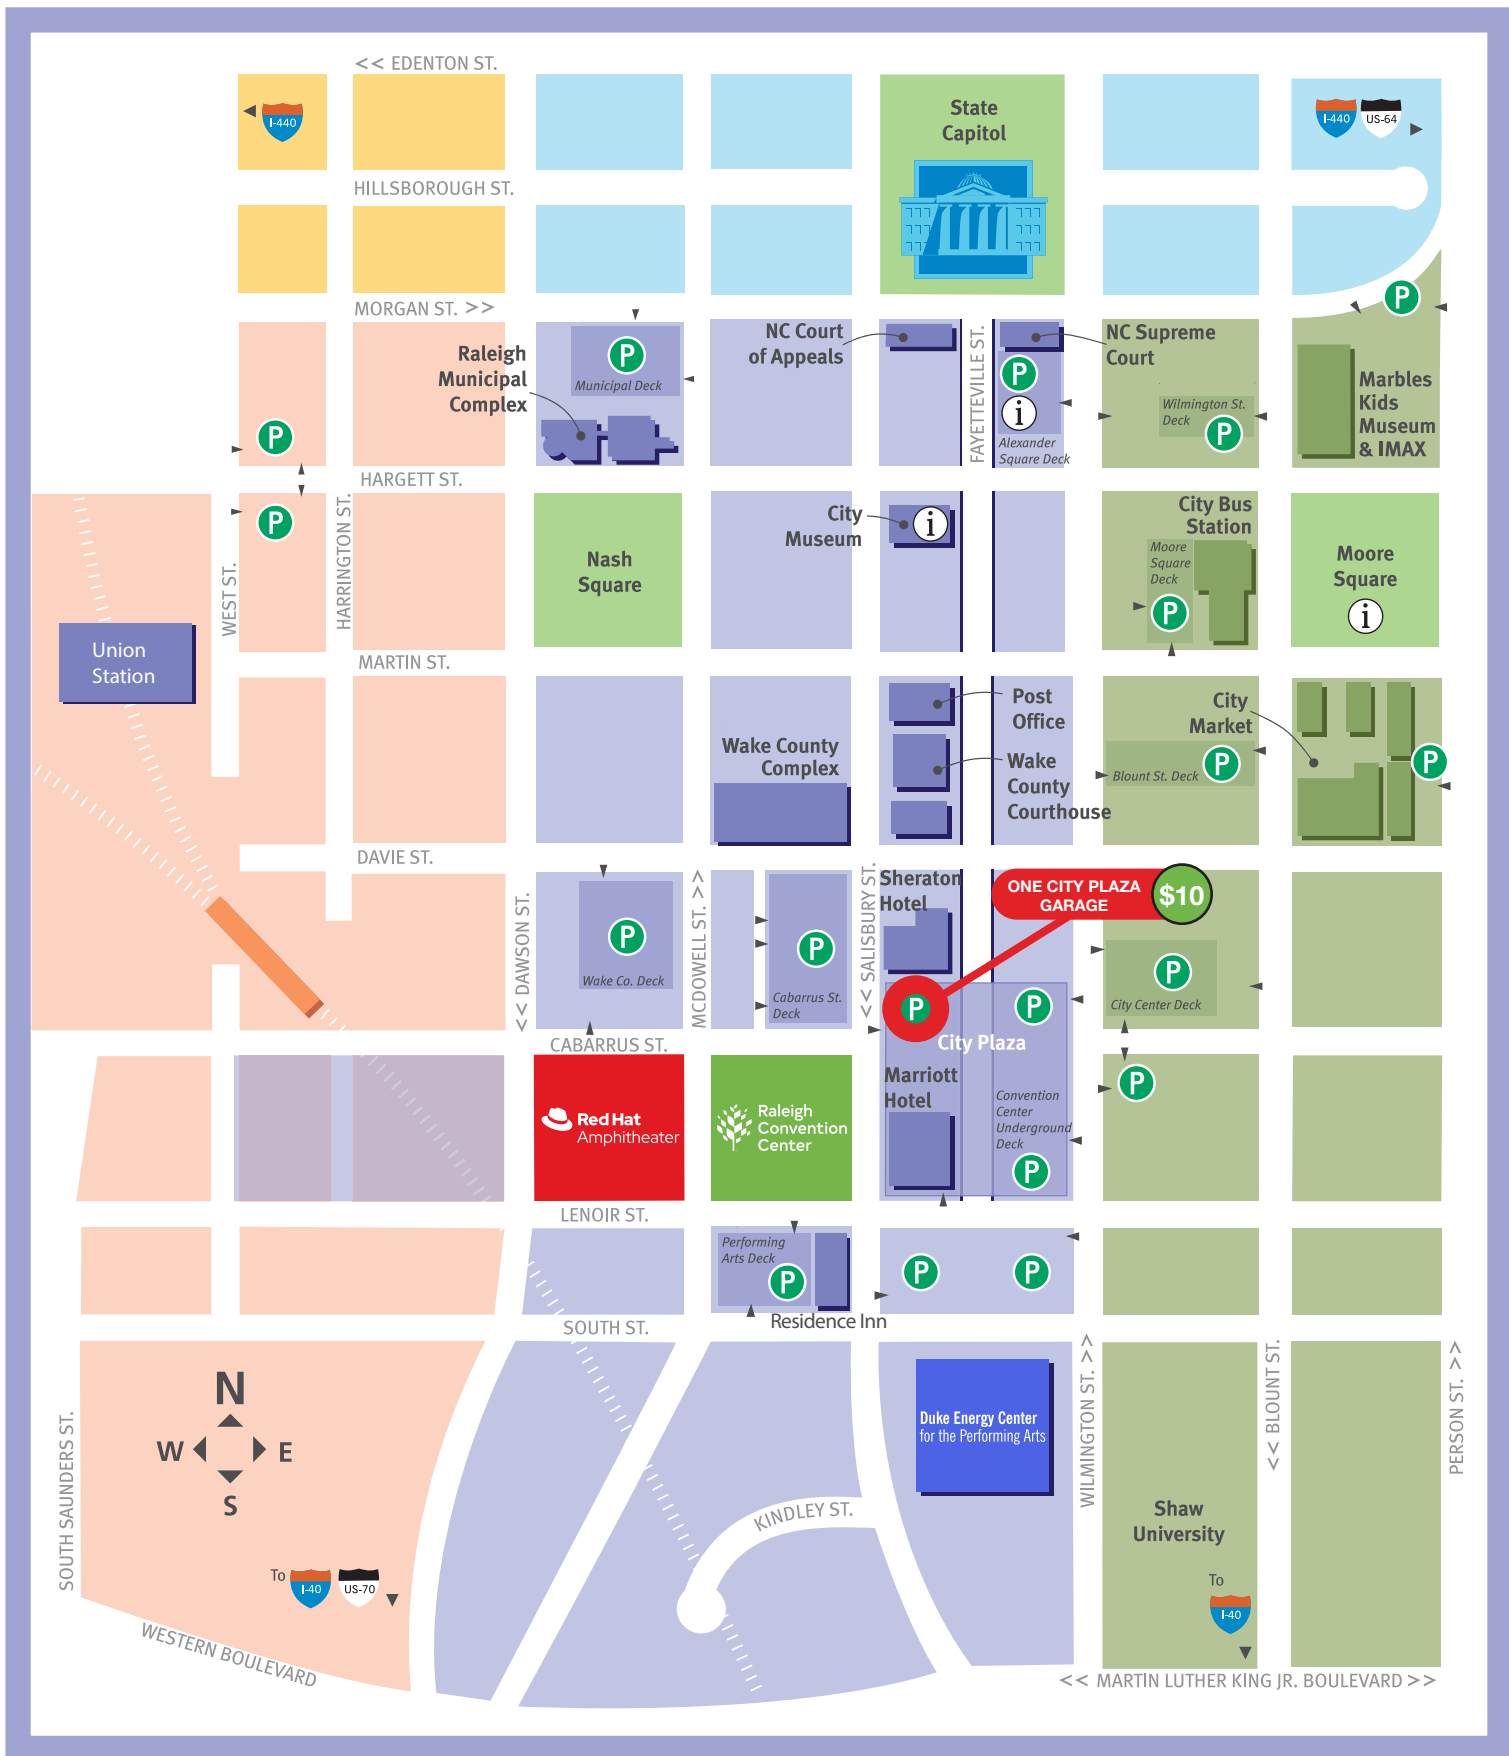 << EDENTON ST.
I-440
State
Capitol
I-440
US-64
HILLSBOROUGH ST.
MORGAN ST. >>
P
Raleigh
Municipal
Complex
P
Municipal Deck
NC Court
of Appeals
FAYETTEVILLE ST.
NC Supreme
Court
P
i
Alexander
Square Deck
Wilmington St.
Deck
P
Marbles
Kids
Museum
& IMAX
P
HARGETT ST.
P
WEST ST.
HARRINGTON ST.
Nash
Square
City
Museum
i
City Bus
Station
Moore
Square
Deck
P
Moore
Square
i
Union
Station
MARTIN ST.
Wake County
Complex
Post
Office
Wake
County
Courthouse
City
Market
Blount St. Deck
P
P
DAVIE ST.
<< DAWSON ST.
P
Wake Co. Deck
MCDOWELL ST. >>
P
Cabarrus St.
Deck
<< SALISBURY ST.
Sheraton
Hotel
ONE CITY PLAZA
GARAGE
$10
P
P
City Plaza
P
City Center Deck
CABARRUS ST.
Red Hat
Amphitheater
Raleigh
Convention
Center
Marriott
Hotel
Convention
Center
Underground
Deck
P
P
LENOIR ST.
Performing
Arts Deck
P
P
P
Residence Inn
SOUTH ST.
N
W
E
S
SOUTH SAUNDERS ST.
Duke Energy Center
for the Performing Arts
WILMINGTON ST. >>
<< BLOUNT ST.
PERSON ST. >>
KINDLEY ST.
Shaw
University
To
I-40
US-70
To
I-40
WESTERN BOULEVARD
<< MARTIN LUTHER KING JR. BOULEVARD >>